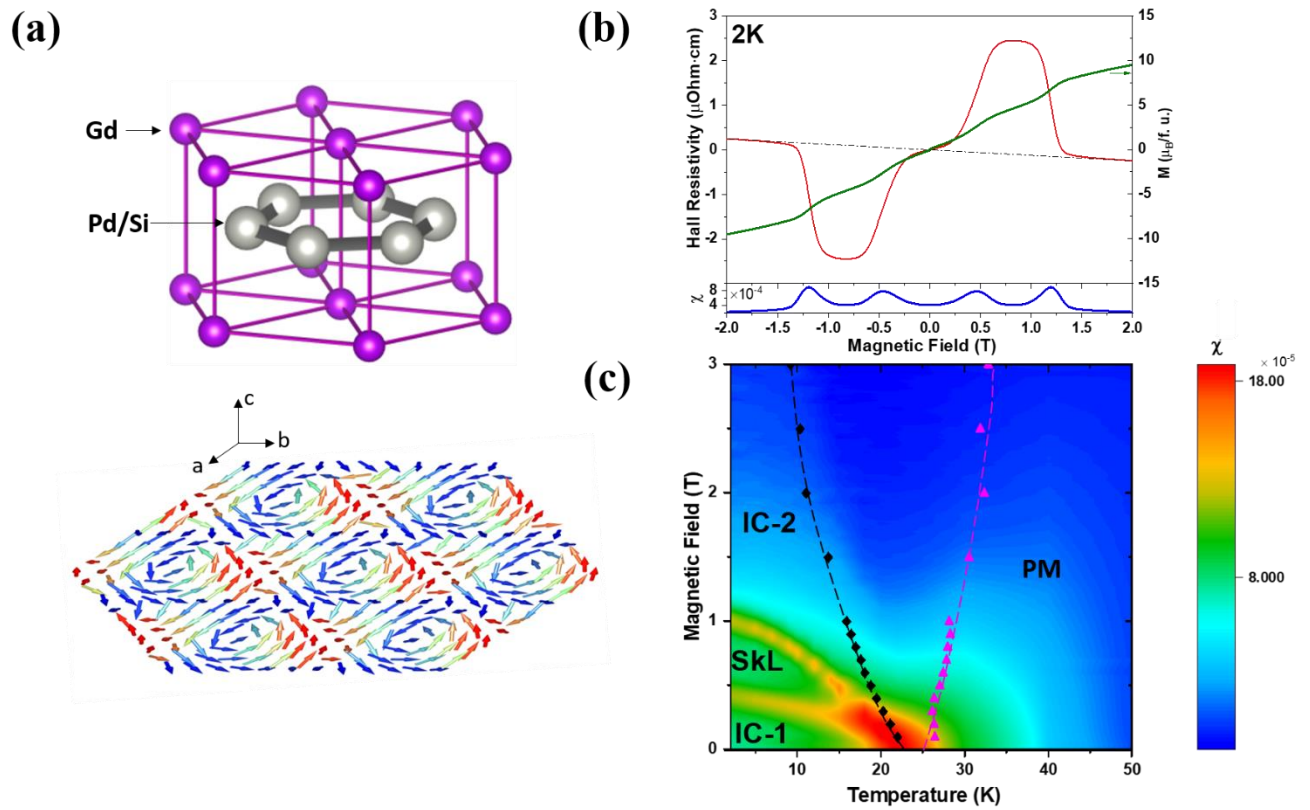 (a)
Gd
Pd/Si
c
b
a
(b)
2K
Hall Resistivity (μOhm·cm)
3
2
1
0
-1
-2
15
10
5
0
-5
-10
-15
M (μB/f. u.)
χ
8
4
×10⁻⁴
-2.0 -1.5 -1.0 -0.5 0.0 0.5 1.0 1.5 2.0
Magnetic Field (T)
(c)
Magnetic Field (T)
3
2
1
0
IC-2
SkL
IC-1
PM
10 20 30 40 50
Temperature (K)
χ
× 10⁻⁵
18.00
8.000